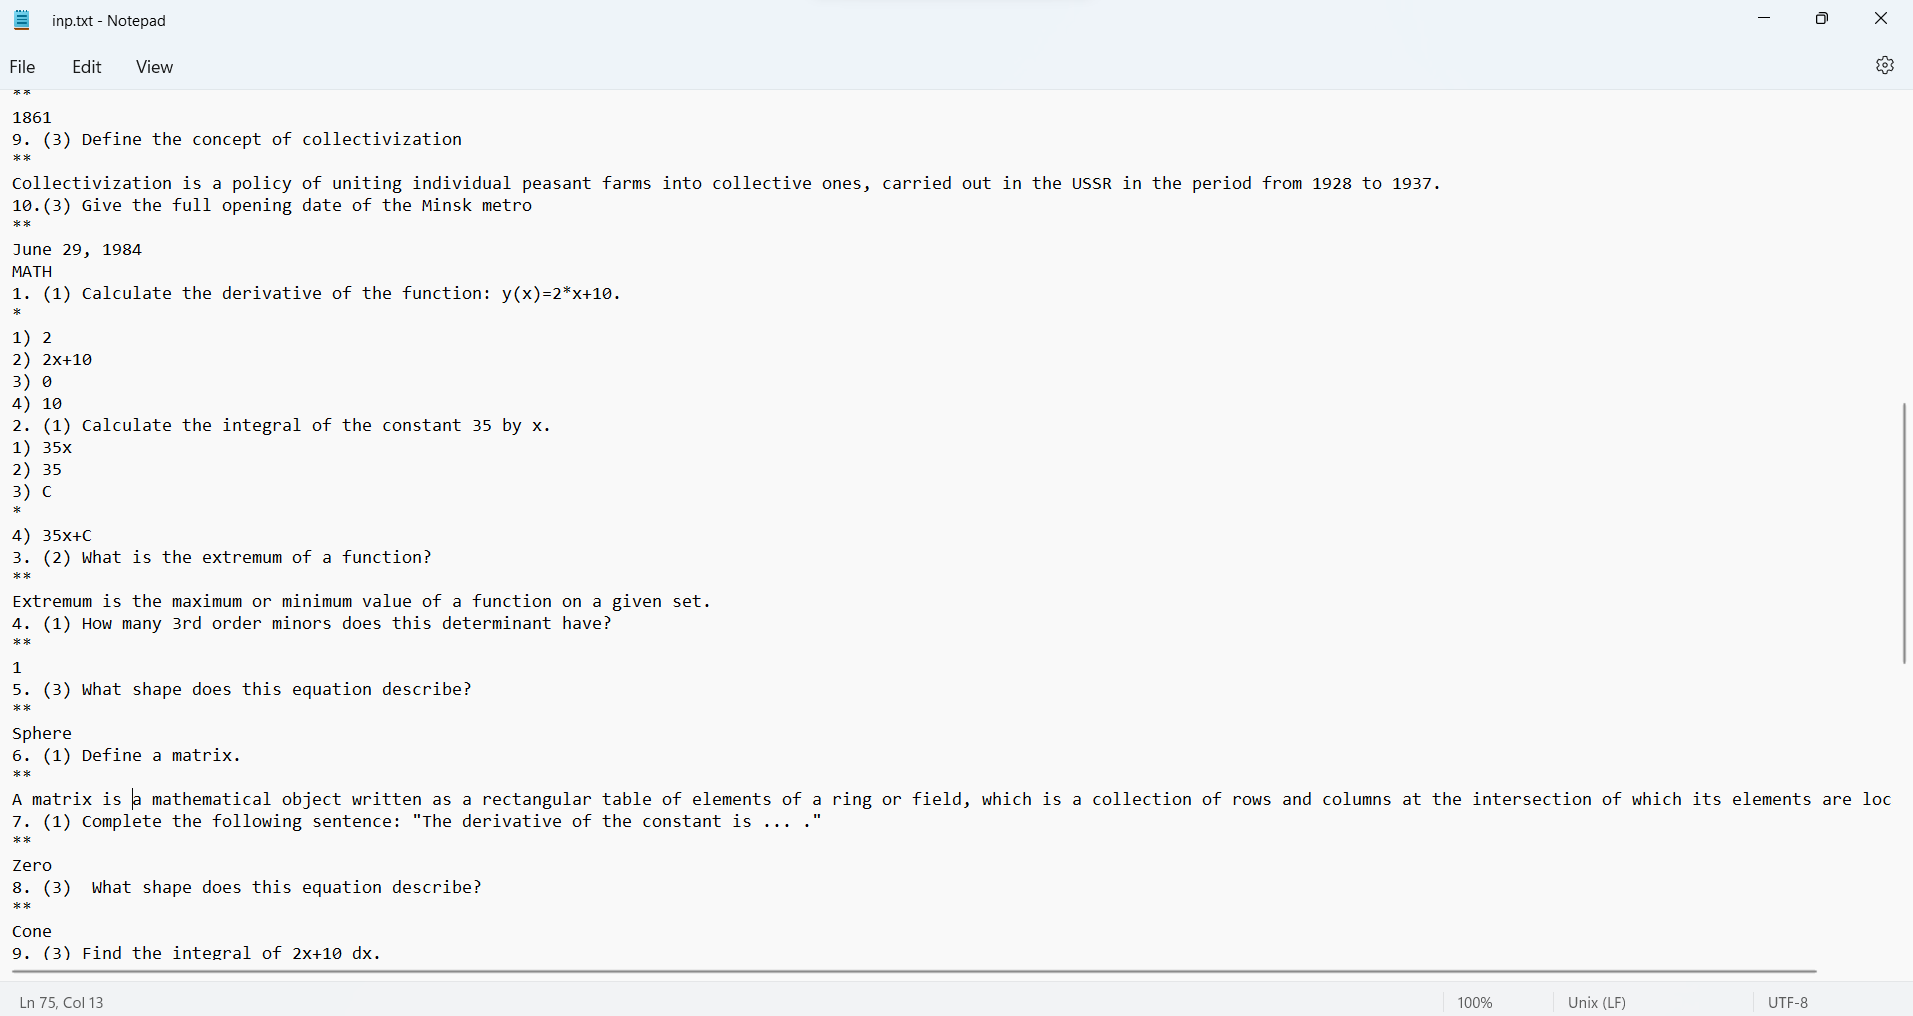 inp.txt - Notepad
File Edit View
**
1861
9. (3) Define the concept of collectivization
**
Collectivization is a policy of uniting individual peasant farms into collective ones, carried out in the USSR in the period from 1928 to 1937.
10.(3) Give the full opening date of the Minsk metro
**
June 29, 1984
MATH
1. (1) Calculate the derivative of the function: y(x)=2*x+10.
*
1) 2
2) 2x+10
3) 0
4) 10
2. (1) Calculate the integral of the constant 35 by x.
1) 35x
2) 35
3) C
*
4) 35x+C
3. (2) What is the extremum of a function?
**
Extremum is the maximum or minimum value of a function on a given set.
4. (1) How many 3rd order minors does this determinant have?
**
1
5. (3) What shape does this equation describe?
**
Sphere
6. (1) Define a matrix.
**
A matrix is a mathematical object written as a rectangular table of elements of a ring or field, which is a collection of rows and columns at the intersection of which its elements are loc
7. (1) Complete the following sentence: "The derivative of the constant is ... ."
**
Zero
8. (3)  What shape does this equation describe?
**
Cone
9. (3) Find the integral of 2x+10 dx.
Ln 75, Col 13 100% Unix (LF) UTF-8